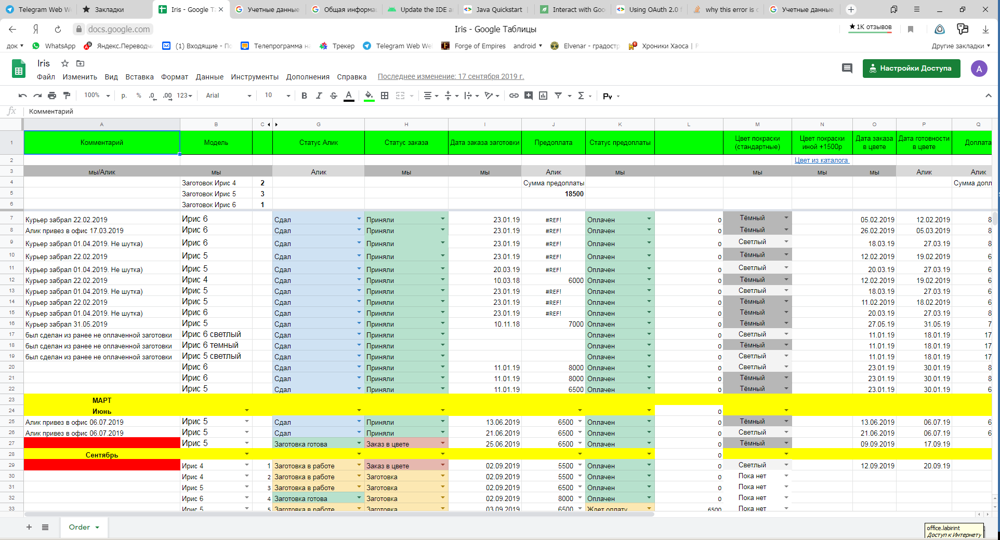 Telegram Web W
Закладки
Iris - Google Та
Учетные данные
Общая информа
Update the IDE a
Java Quickstart
Interact with Goo
Using OAuth 2.0 f
why this error is c
Учетные данные
docs.google.com
Iris - Google Таблицы
★1K отзывов
док
WhatsApp
Яндекс.Переводчи
(1) Входящие - По
Телепрограмма на
Трекер
Telegram Web We
Forge of Empires
android
Elvenar - градостр
Хроники Хаоса |
Другие закладки
Iris
Файл Изменить Вид Вставка Формат Данные Инструменты Дополнения Справка Последнее изменение: 17 сентября 2019 г.
Настройки Доступа
A
100% р. % .0 .00 123 Arial 10 B I S A Σ Ру
fx Комментарий
A B C G H I J K L M N O P Q
1 Комментарий Модель Статус Алик Статус заказа Дата заказа заготовки Предоплата Статус предоплаты Цвет покраски (стандартные) Цвет покраски иной +1500р Дата заказа в цвете Дата готовности в цвете Доплата
2 Цвет из каталога
3 мы/Алик мы Алик мы мы Алик мы мы мы мы Алик Алик
4 Заготовок Ирис 4 2 Сумма предоплаты Сумма допл
5 Заготовок Ирис 5 3 18500
6 Заготовок Ирис 6 1
7 Курьер забрал 22.02.2019 Ирис 6 Сдал Приняли 23.01.19 #REF! Оплачен 0 Тёмный 05.02.2019 12.02.2019 8
8 Алик привез в офис 17.03.2019 Ирис 6 Сдал Приняли 23.01.19 #REF! Оплачен 0 Тёмный 26.02.2019 05.03.2019 8
9 Курьер забрал 01.04.2019. Не шутка) Ирис 6 Сдал Приняли 23.01.19 #REF! Оплачен 0 Светлый 18.03.19 27.03.19 8
10 Курьер забрал 22.02.2019 Ирис 5 Сдал Приняли 23.01.19 #REF! Оплачен 0 Тёмный 12.02.2019 19.02.2019 6
11 Курьер забрал 01.04.2019. Не шутка) Ирис 5 Сдал Приняли 20.03.19 #REF! Оплачен 0 Светлый 20.03.19 27.03.19 6
12 Курьер забрал 22.02.2019 Ирис 4 Сдал Приняли 10.03.18 6000 Оплачен 0 Тёмный 12.02.2019 19.02.2019 6
13 Курьер забрал 01.04.2019. Не шутка) Ирис 5 Сдал Приняли 23.01.19 #REF! Оплачен 0 Светлый 18.03.19 27.03.19 6
14 Курьер забрал 22.02.2019 Ирис 5 Сдал Приняли 23.01.19 #REF! Оплачен 0 Тёмный 11.02.2019 18.02.2019 6
15 Курьер забрал 01.04.2019. Не шутка) Ирис 6 Сдал Приняли 23.01.19 #REF! Оплачен 0 Тёмный 20.03.19 27.03.19 8
16 Курьер забрал 31.05.2019 Ирис 5 Сдал Приняли 10.11.18 7000 Оплачен 0 Тёмный 27.05.19 31.05.19 7
17 был сделан из ранее не оплаченной заготовки Ирис 6 светлый Сдал Приняли Оплачен 0 Светлый 11.01.19 18.01.19 17
18 был сделан из ранее не оплаченной заготовки Ирис 6 темный Сдал Приняли Оплачен 0 Тёмный 11.01.19 18.01.19 17
19 был сделан из ранее не оплаченной заготовки Ирис 5 светлый Сдал Приняли Оплачен 0 Светлый 11.01.19 18.01.19 17
20 Ирис 6 Сдал Приняли 11.01.19 8000 Оплачен 0 Светлый 23.01.19 30.01.19 8
21 Ирис 6 Сдал Приняли 11.01.19 8000 Оплачен 0 Тёмный 23.01.19 30.01.19 8
22 Ирис 5 Сдал Приняли 11.01.19 6500 Оплачен 0 Тёмный 23.01.19 30.01.19 6
23 МАРТ
24 Июнь 0
25 Алик привез в офис 06.07.2019 Ирис 5 Сдал Приняли 13.06.2019 6500 Оплачен 0 Тёмный 13.06.2019 06.07.19 6
26 Алик привез в офис 06.07.2019 Ирис 5 Сдал Приняли 21.06.2019 6500 Оплачен 0 Светлый 21.06.2019 06.07.19 6
27 Ирис 5 Заготовка готова Заказ в цвете 25.06.2019 6500 Оплачен 0 Тёмный 09.09.2019 17.09.19
28 Сентябрь 0
29 Ирис 4 1 Заготовка в работе Заказ в цвете 02.09.2019 5500 Оплачен 0 Светлый 12.09.2019 20.09.19
30 Ирис 4 2 Заготовка в работе Заготовка 02.09.2019 5500 Оплачен 0 Пока нет
31 Ирис 5 3 Заготовка в работе Заготовка 02.09.2019 6500 Оплачен 0 Пока нет
32 Ирис 6 4 Заготовка готова Заготовка 02.09.2019 8000 Оплачен 0 Пока нет
33 Ирис 5 5 Заготовка в работе Заготовка 03.09.2019 6500 Ждет оплату 6500 Пока нет
Order
office.labirint
Доступ к Интернету